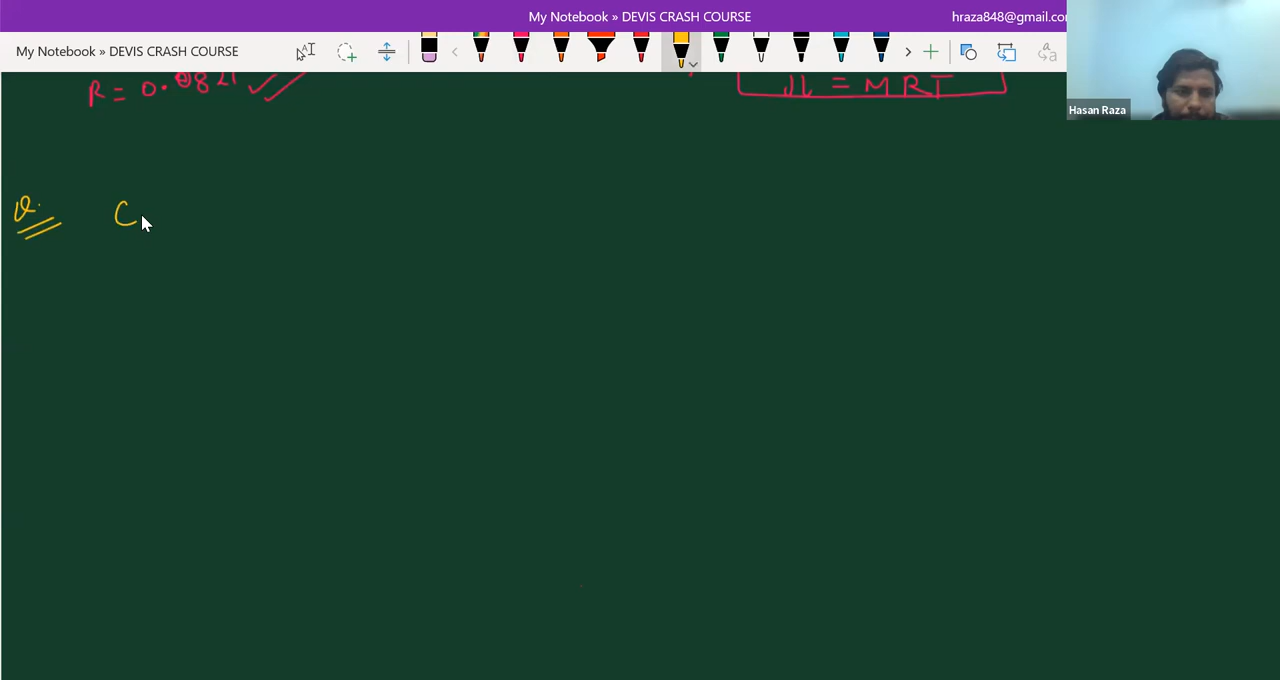 My Notebook » DEVIS CRASH COURSE
hraza848@gmail.co
My Notebook » DEVIS CRASH COURSE
Hasan Raza
R = 0.0821
π = MRT
Q.
C